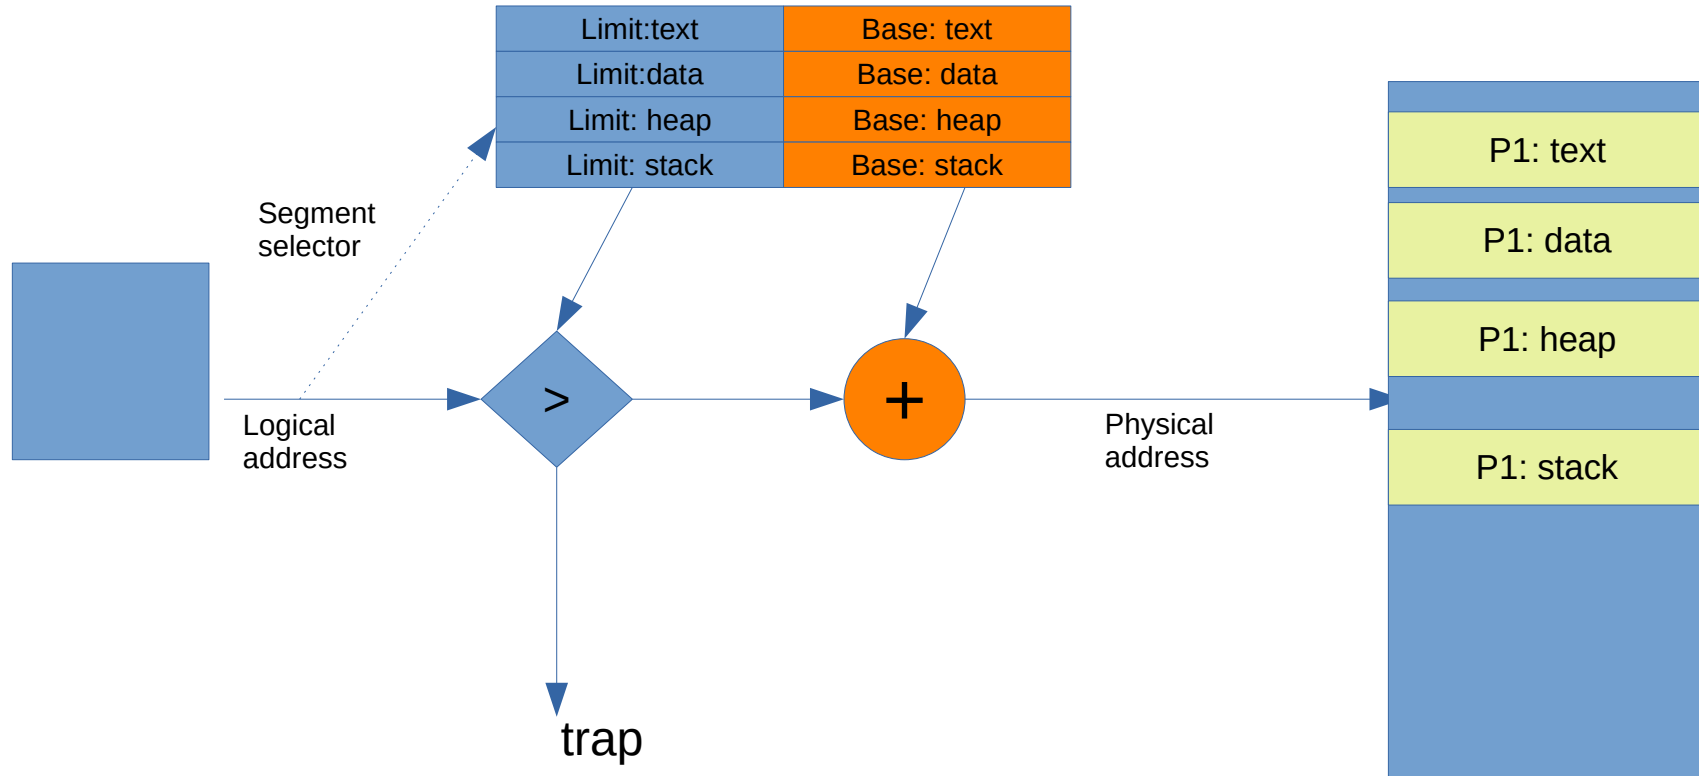 Limit:text Base: text
Limit:data Base: data
Limit: heap Base: heap
Limit: stack Base: stack
P1: text
Segment
selector
P1: data
P1: heap
>
+
Logical
address
Physical
address
P1: stack
trap